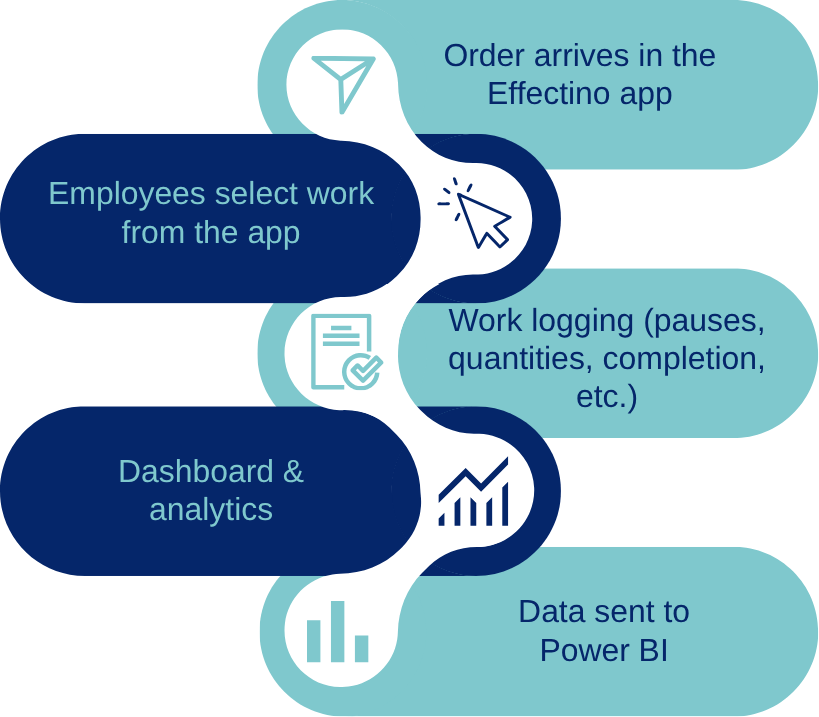 Order arrives in the
Effectino app
Employees select work
from the app
Work logging (pauses,
quantities, completion,
etc.)
Dashboard &
analytics
Data sent to
Power BI